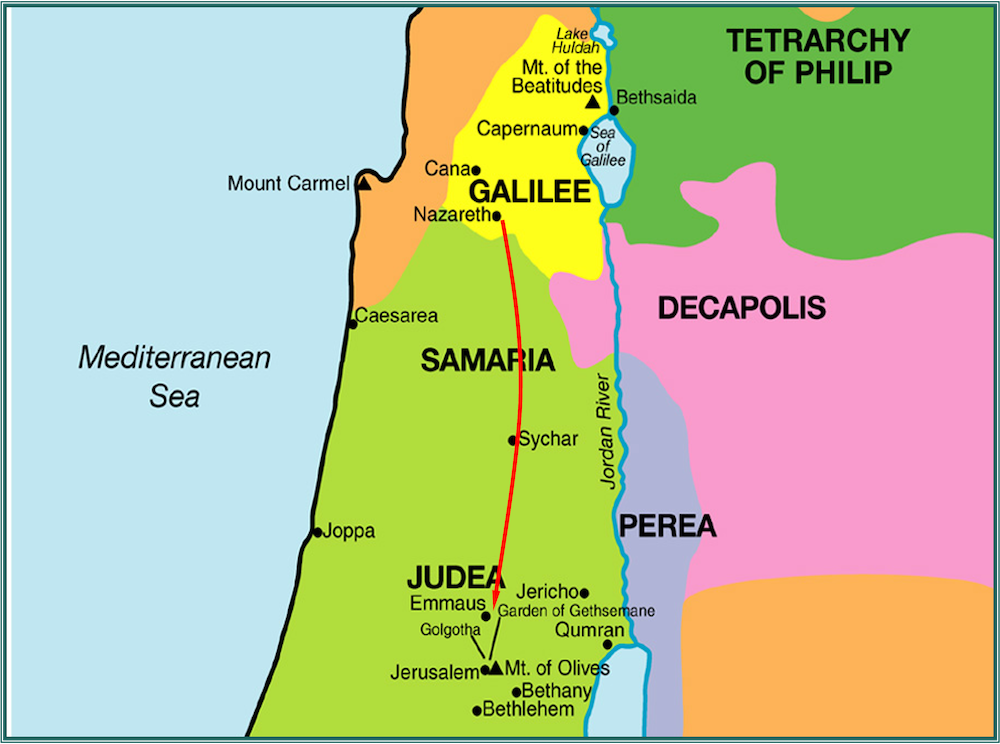 Lake
Huldah
TETRARCHY
OF PHILIP
Mt. of the
Beatitudes
Bethsaida
Capernaum
Sea
of
Galilee
Cana
Mount Carmel
GALILEE
Nazareth
DECAPOLIS
Caesarea
Mediterranean
Sea
SAMARIA
Jordan River
Sychar
PEREA
Joppa
JUDEA
Jericho
Emmaus
Garden of Gethsemane
Golgotha
Qumran
Jerusalem
Mt. of Olives
Bethany
Bethlehem